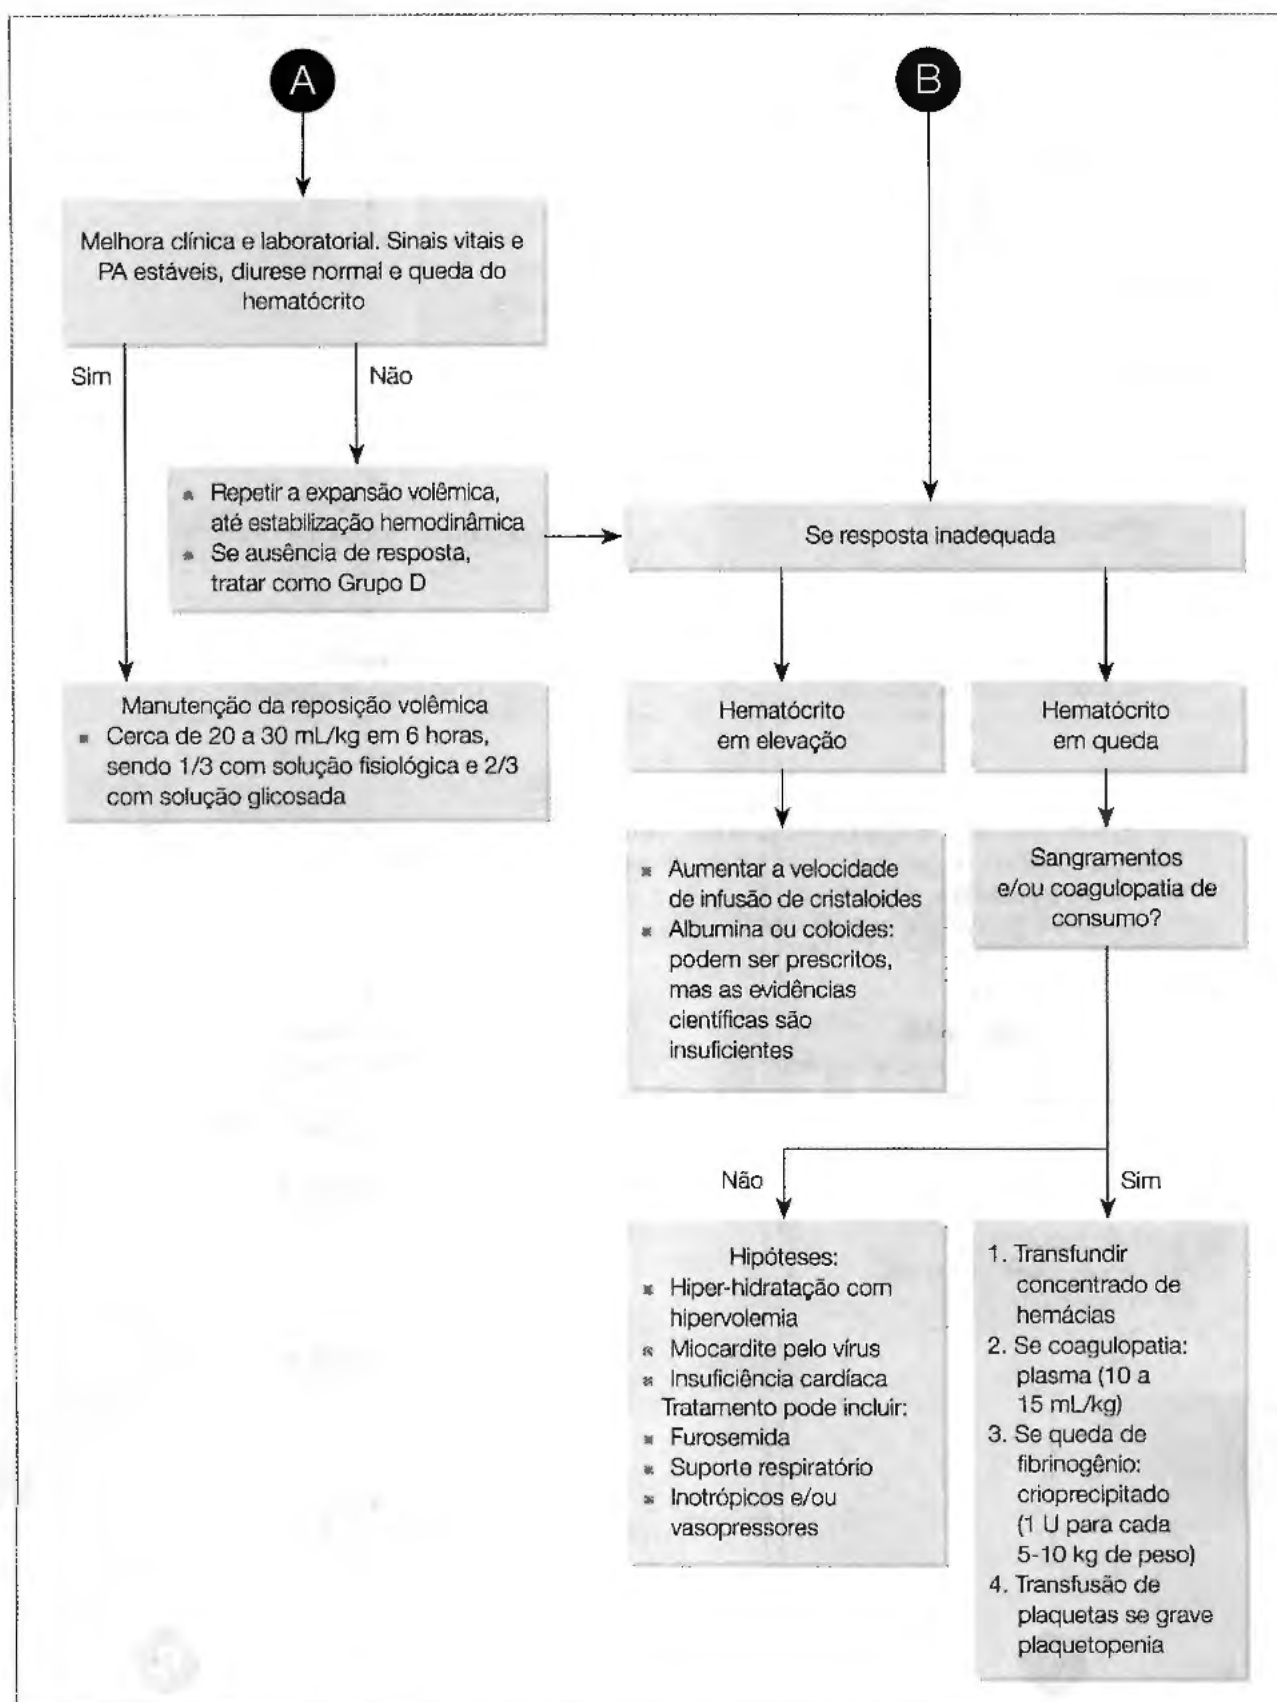 A
B
Melhora clínica e laboratorial. Sinais vitais e
PA estáveis, diurese normal e queda do
hematócrito
Sim
Não
▪ Repetir a expansão volêmica,
até estabilização hemodinâmica
▪ Se ausência de resposta,
tratar como Grupo D
Se resposta inadequada
Manutenção da reposição volêmica
▪ Cerca de 20 a 30 mL/kg em 6 horas,
sendo 1/3 com solução fisiológica e 2/3
com solução glicosada
Hematócrito
em elevação
Hematócrito
em queda
▪ Aumentar a velocidade
de infusão de cristaloides
▪ Albumina ou coloides:
podem ser prescritos,
mas as evidências
científicas são
insuficientes
Sangramentos
e/ou coagulopatia de
consumo?
Não
Sim
Hipóteses:
▪ Hiper-hidratação com
hipervolemia
▪ Miocardite pelo vírus
▪ Insuficiência cardíaca
Tratamento pode incluir:
▪ Furosemida
▪ Suporte respiratório
▪ Inotrópicos e/ou
vasopressores
1. Transfundir
concentrado de
hemácias
2. Se coagulopatia:
plasma (10 a
15 mL/kg)
3. Se queda de
fibrinogênio:
crioprecipitado
(1 U para cada
5-10 kg de peso)
4. Transfusão de
plaquetas se grave
plaquetopenia